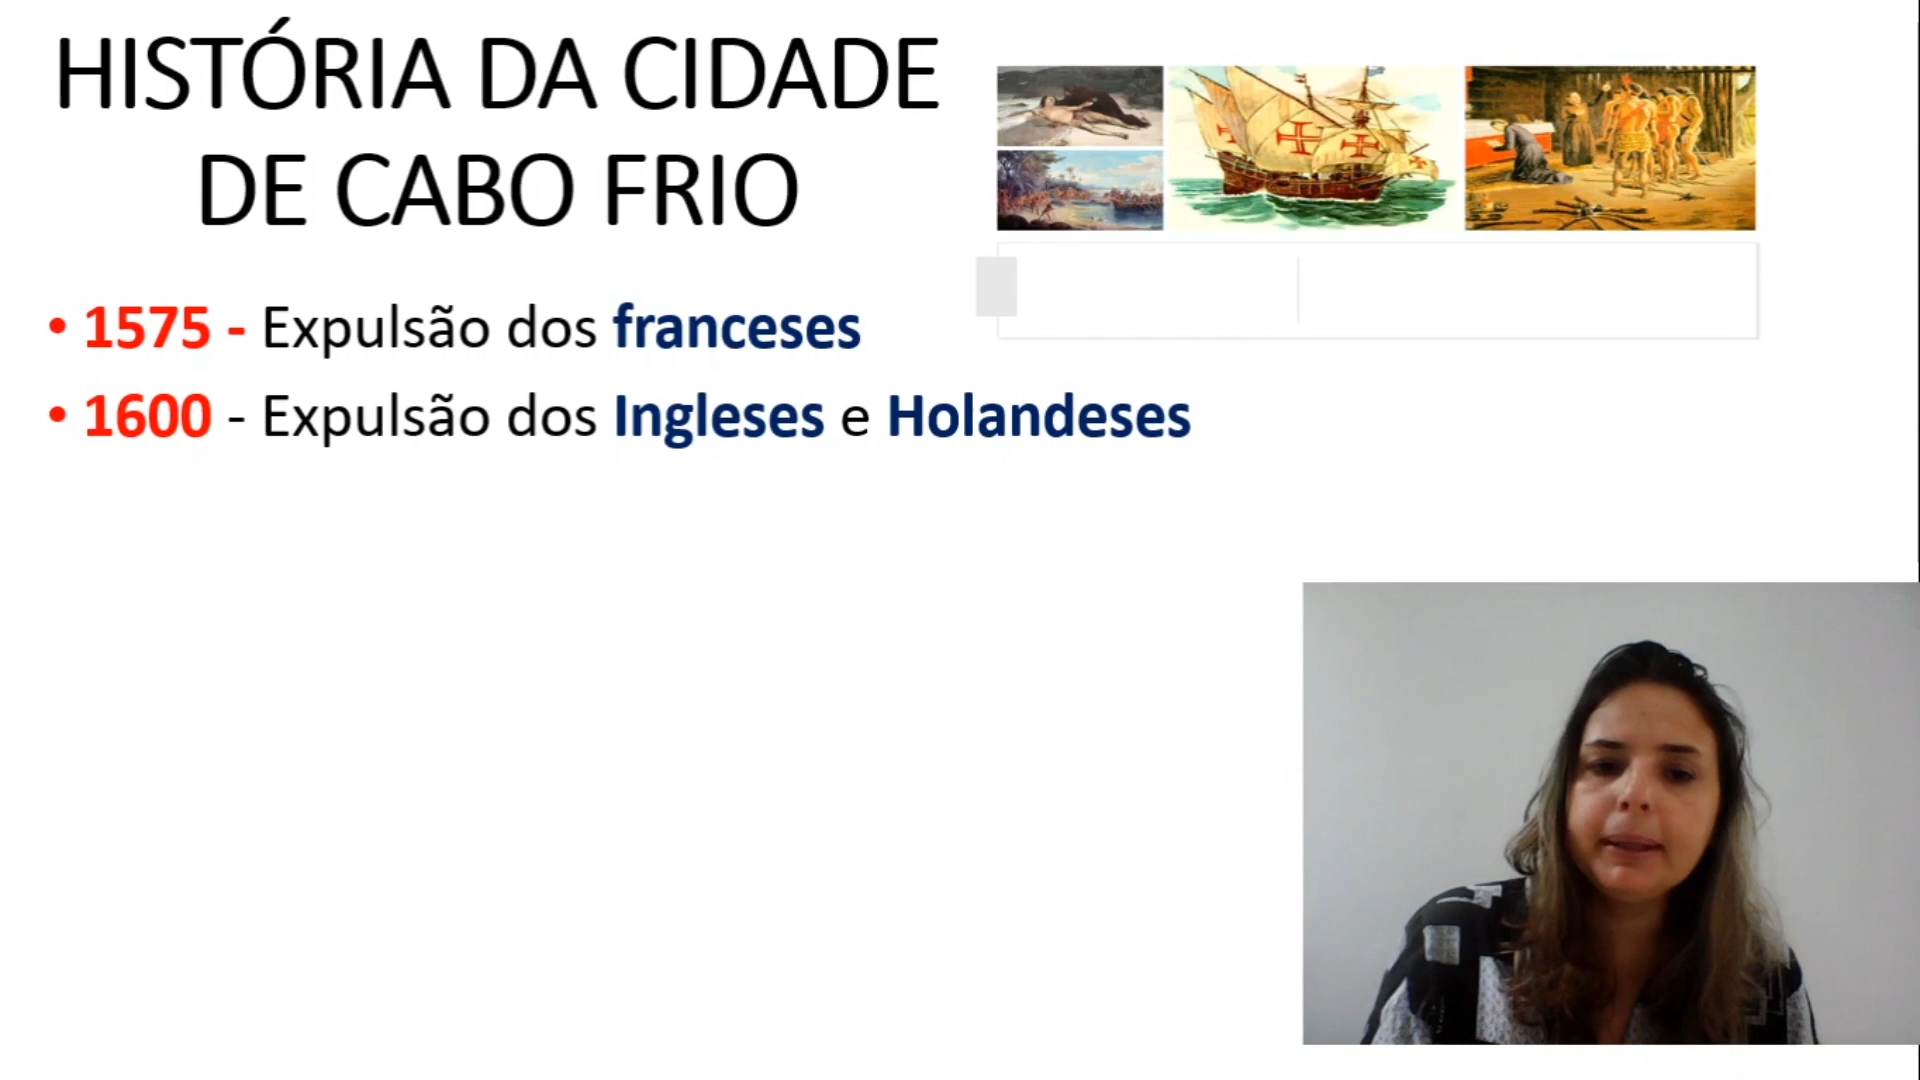 HISTÓRIA DA CIDADE
DE CABO FRIO
• 1575 - Expulsão dos franceses
• 1600 - Expulsão dos Ingleses e Holandeses